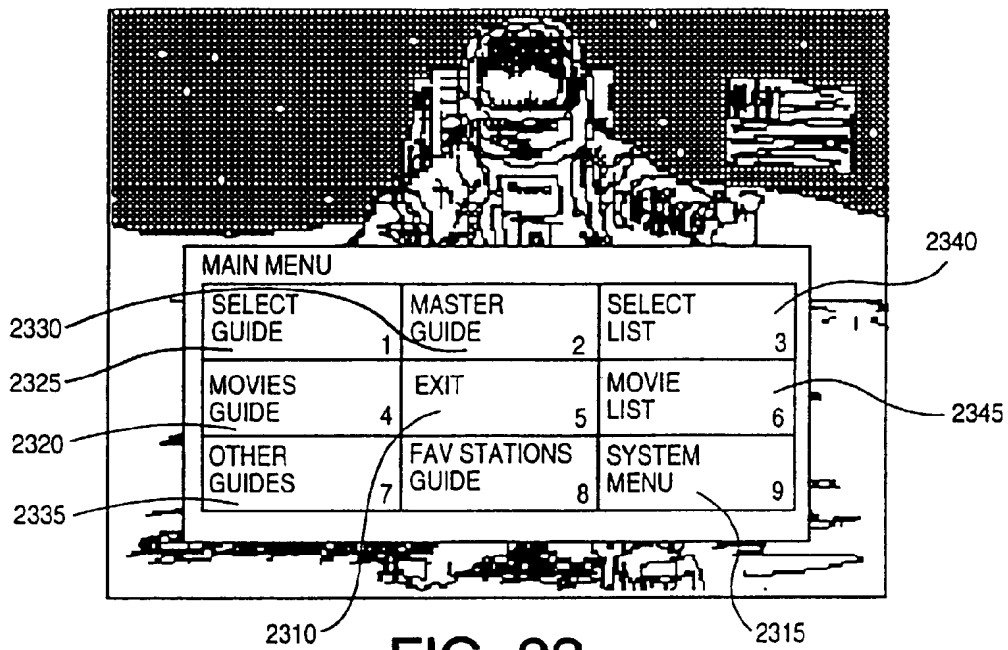 MAIN MENU
2340
SELECT GUIDE 1
MASTER GUIDE 2
SELECT LIST 3
2330
2325
MOVIES GUIDE 4
EXIT 5
MOVIE LIST 6
2345
2320
OTHER GUIDES 7
FAV STATIONS GUIDE 8
SYSTEM MENU 9
2335
2310
2315
FIG.